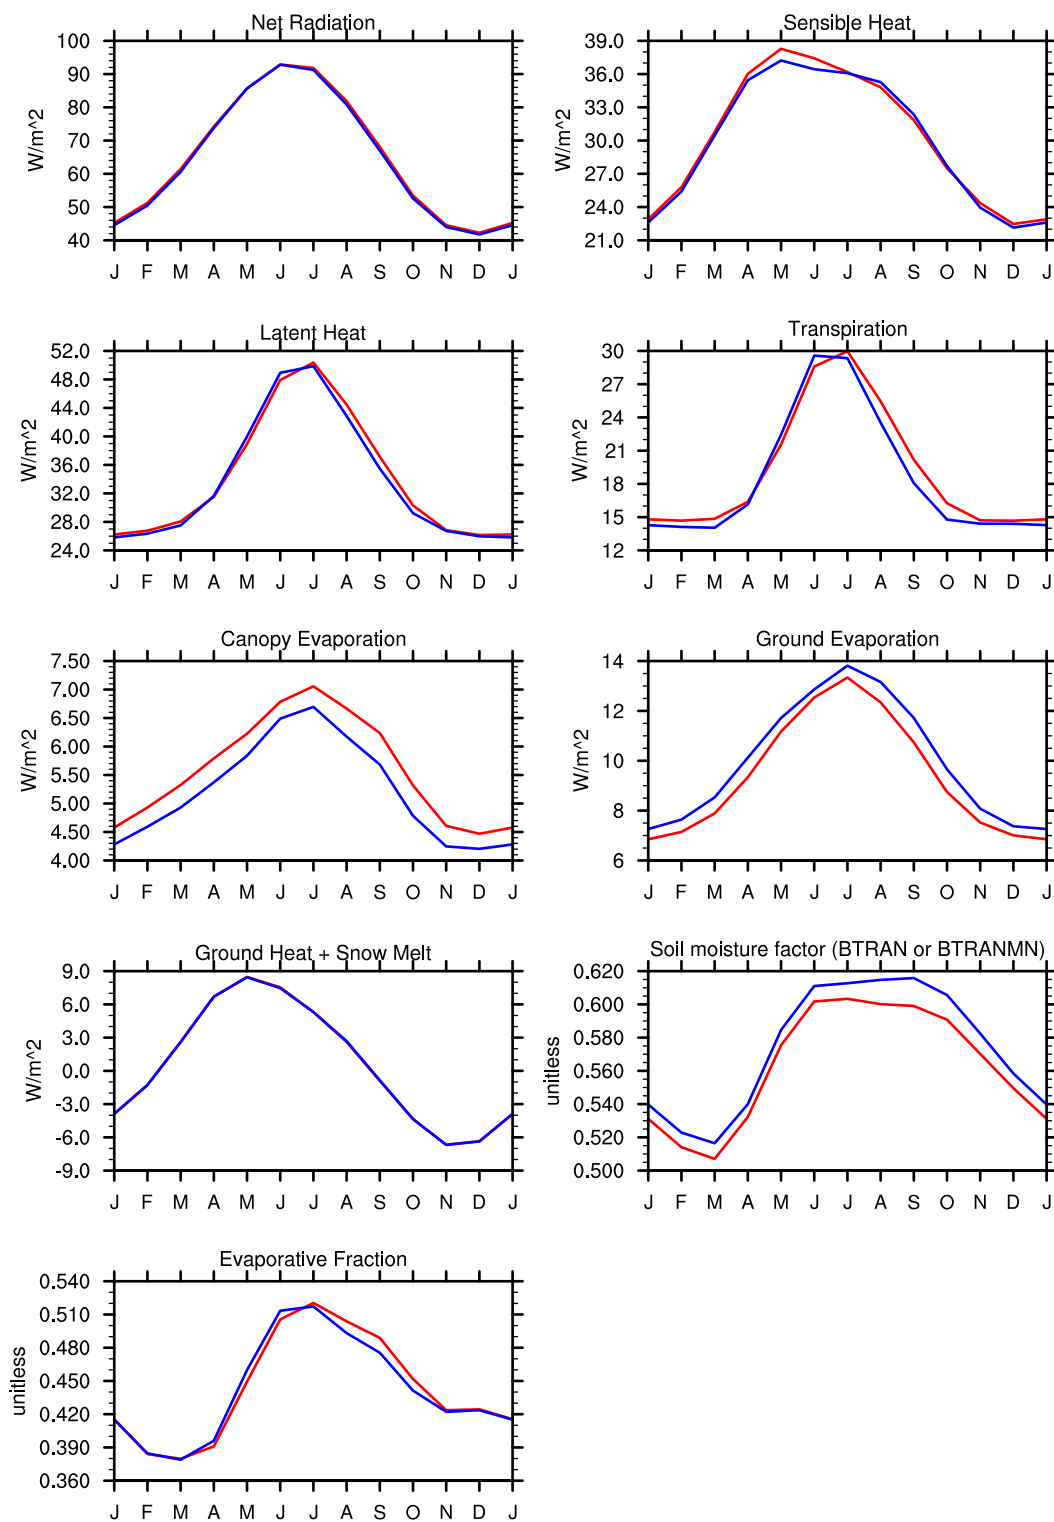 Net Radiation
100
90
80
70
60
50
40
W/m^2
J F M A M J J A S O N D J
Sensible Heat
39.0
36.0
33.0
30.0
27.0
24.0
21.0
W/m^2
J F M A M J J A S O N D J
Latent Heat
52.0
48.0
44.0
40.0
36.0
32.0
28.0
24.0
W/m^2
J F M A M J J A S O N D J
Transpiration
30
27
24
21
18
15
12
W/m^2
J F M A M J J A S O N D J
Canopy Evaporation
7.50
7.00
6.50
6.00
5.50
5.00
4.50
4.00
W/m^2
J F M A M J J A S O N D J
Ground Evaporation
14
12
10
8
6
W/m^2
J F M A M J J A S O N D J
Ground Heat + Snow Melt
9.0
6.0
3.0
0.0
-3.0
-6.0
-9.0
W/m^2
J F M A M J J A S O N D J
Soil moisture factor (BTRAN or BTRANMN)
0.620
0.600
0.580
0.560
0.540
0.520
0.500
unitless
J F M A M J J A S O N D J
Evaporative Fraction
0.540
0.510
0.480
0.450
0.420
0.390
0.360
unitless
J F M A M J J A S O N D J